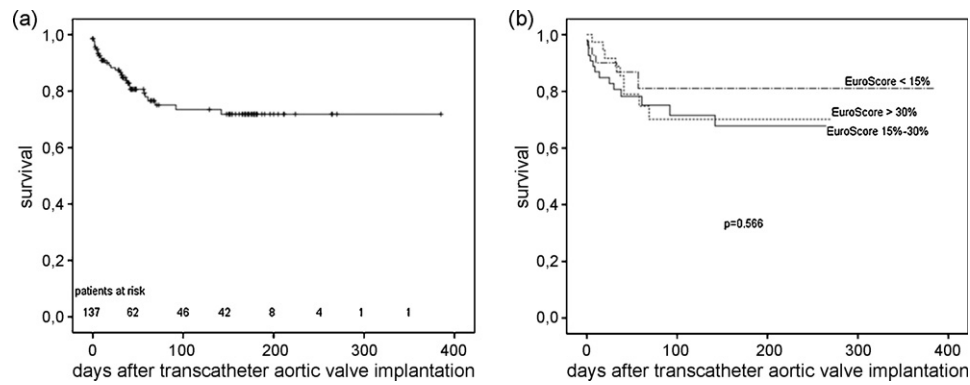 (a)
1,0
0,8
0,6
0,4
0,2
0,0
survival
patients at risk
137 62 46 42 8 4 1 1
0 100 200 300 400
days after transcatheter aortic valve implantation
(b)
1,0
0,8
0,6
0,4
0,2
0,0
survival
EuroScore < 15%
EuroScore > 30%
EuroScore 15%-30%
p=0.566
0 100 200 300 400
days after transcatheter aortic valve implantation